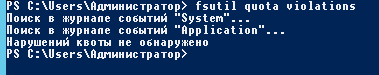 PS C:\Users\Администратор> fsutil quota violations
Поиск в журнале событий "System"...
Поиск в журнале событий "Application"...
Нарушений квоты не обнаружено
PS C:\Users\Администратор>